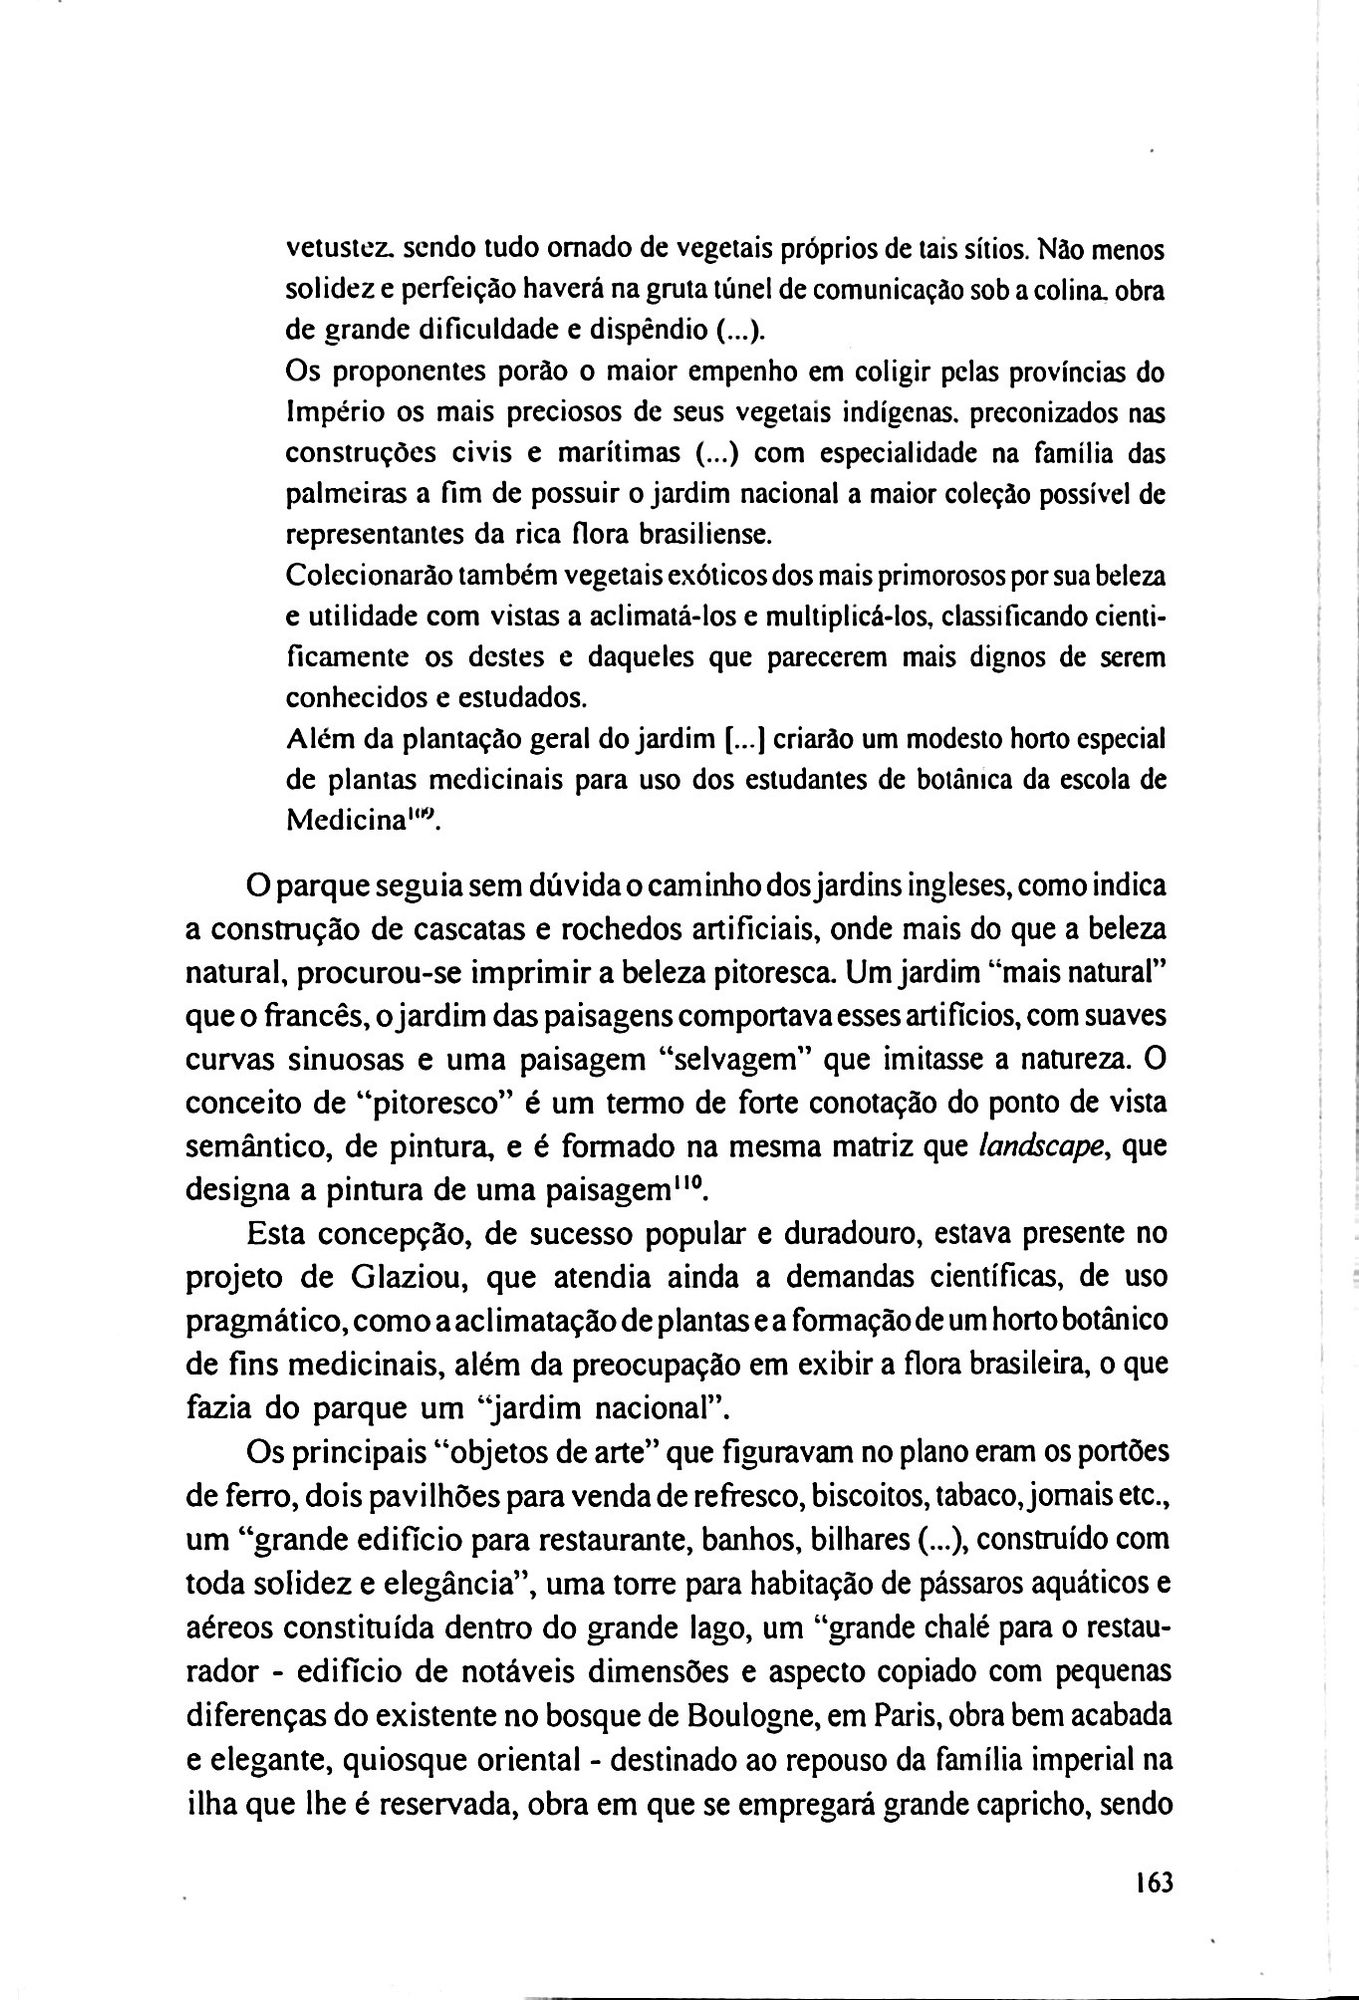 vetustez, sendo tudo ornado de vegetais próprios de tais sítios. Não menos
solidez e perfeição haverá na gruta túnel de comunicação sob a colina, obra
de grande dificuldade e dispêndio (...).
Os proponentes porão o maior empenho em coligir pelas províncias do
Império os mais preciosos de seus vegetais indígenas, preconizados nas
construções civis e marítimas (...) com especialidade na família das
palmeiras a fim de possuir o jardim nacional a maior coleção possível de
representantes da rica flora brasiliense.
Colecionarão também vegetais exóticos dos mais primorosos por sua beleza
e utilidade com vistas a aclimatá-los e multiplicá-los, classificando cienti-
ficamente os destes e daqueles que parecerem mais dignos de serem
conhecidos e estudados.
Além da plantação geral do jardim [...] criarão um modesto horto especial
de plantas medicinais para uso dos estudantes de botânica da escola de
Medicina¹⁰⁹.
O parque seguia sem dúvida o caminho dos jardins ingleses, como indica
a construção de cascatas e rochedos artificiais, onde mais do que a beleza
natural, procurou-se imprimir a beleza pitoresca. Um jardim “mais natural”
que o francês, o jardim das paisagens comportava esses artifícios, com suaves
curvas sinuosas e uma paisagem “selvagem” que imitasse a natureza. O
conceito de “pitoresco” é um termo de forte conotação do ponto de vista
semântico, de pintura, e é formado na mesma matriz que landscape, que
designa a pintura de uma paisagem¹¹⁰.
Esta concepção, de sucesso popular e duradouro, estava presente no
projeto de Glaziou, que atendia ainda a demandas científicas, de uso
pragmático, como a aclimatação de plantas e a formação de um horto botânico
de fins medicinais, além da preocupação em exibir a flora brasileira, o que
fazia do parque um “jardim nacional”.
Os principais “objetos de arte” que figuravam no plano eram os portões
de ferro, dois pavilhões para venda de refresco, biscoitos, tabaco, jornais etc.,
um “grande edifício para restaurante, banhos, bilhares (...), construído com
toda solidez e elegância”, uma torre para habitação de pássaros aquáticos e
aéreos constituída dentro do grande lago, um “grande chalé para o restau-
rador - edifício de notáveis dimensões e aspecto copiado com pequenas
diferenças do existente no bosque de Boulogne, em Paris, obra bem acabada
e elegante, quiosque oriental - destinado ao repouso da família imperial na
ilha que lhe é reservada, obra em que se empregará grande capricho, sendo
163